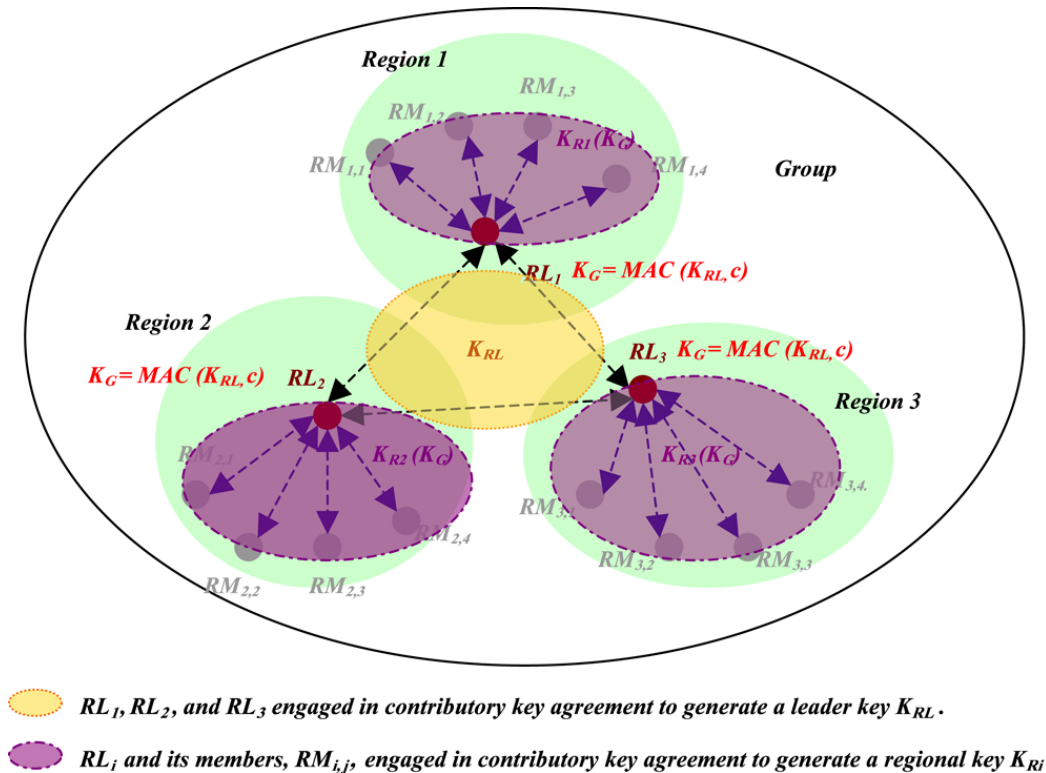 Region 1
RM1,3
RM1,2
KR1(KG)
RM1,1
RM1,4
Group
RL1 KG= MAC (KRL, c)
Region 2
KRL
RL3 KG= MAC (KRL, c)
KG= MAC (KRL, c) RL2
Region 3
KR2(KG)
KR3(KG)
RM2,1
RM3,4.
RM3,1
RM2,4
RM3,2
RM3,3
RM2,2
RM2,3
RL1, RL2, and RL3 engaged in contributory key agreement to generate a leader key KRL .
RLi and its members, RMi,j, engaged in contributory key agreement to generate a regional key KRi